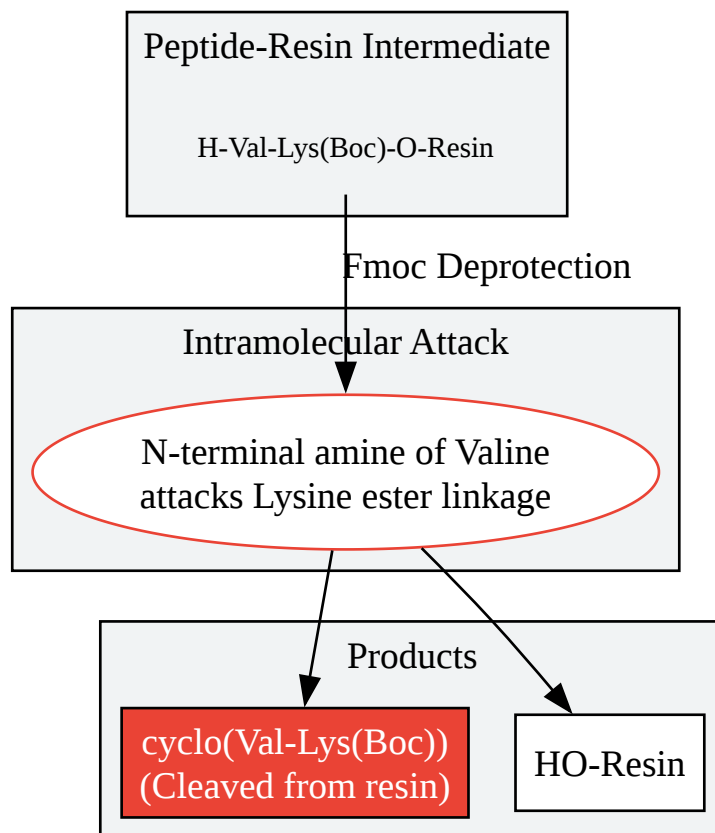 Peptide-Resin Intermediate
H-Val-Lys(Boc)-O-Resin
Fmoc Deprotection
Intramolecular Attack
N-terminal amine of Valine
attacks Lysine ester linkage
Products
cyclo(Val-Lys(Boc))
(Cleaved from resin)
HO-Resin